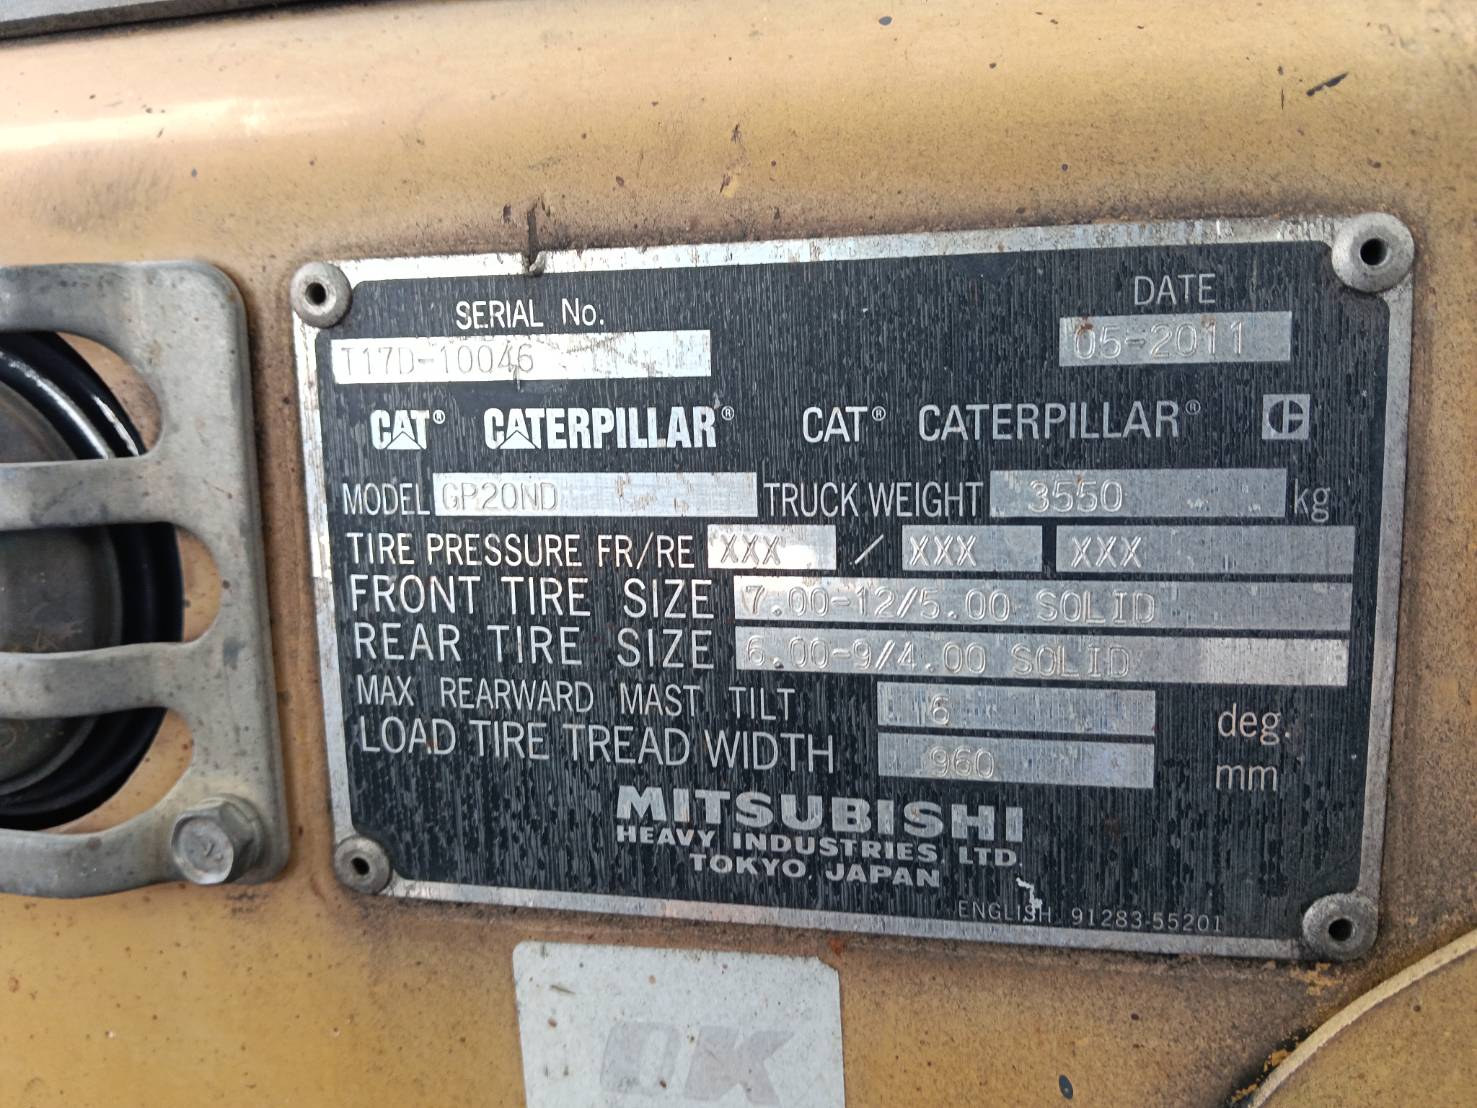 SERIAL No.
DATE
T17D-10046
05-2011
CAT® CATERPILLAR® CAT® CATERPILLAR®
MODEL GP20ND TRUCK WEIGHT 3550 kg
TIRE PRESSURE FR/RE XXX / XXX XXX
FRONT TIRE SIZE 7.00-12/5.00 SOLID
REAR TIRE SIZE 6.00-9/4.00 SOLID
MAX REARWARD MAST TILT 6 deg.
LOAD TIRE TREAD WIDTH 960 mm
MITSUBISHI
HEAVY INDUSTRIES, LTD.
TOKYO, JAPAN
ENGLISH 91283-55201
OK